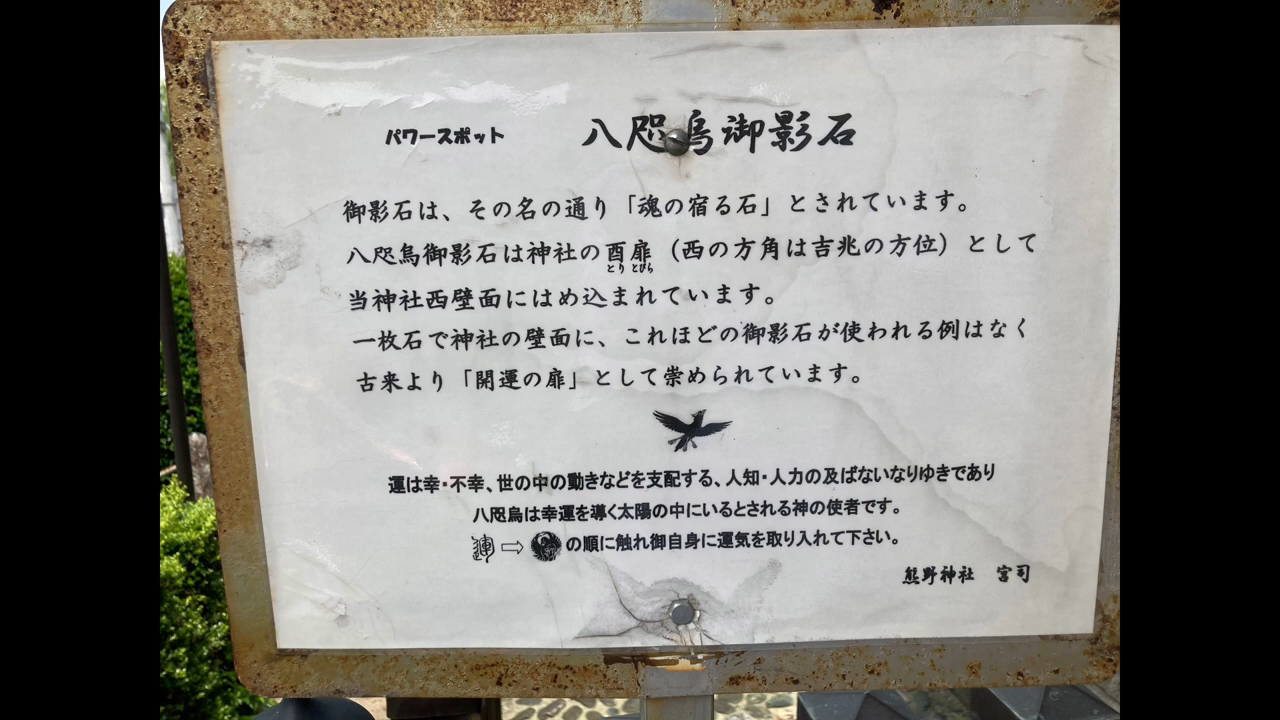 パワースポット 八咫烏御影石
御影石は、その名の通り「魂の宿る石」とされています。
八咫烏御影石は神社の酉扉（西の方角は吉兆の方位）として
とり とびら
当神社西壁面にはめ込まれています。
一枚石で神社の壁面に、これほどの御影石が使われる例はなく
古来より「開運の扉」として崇められています。
運は幸・不幸、世の中の動きなどを支配する、人知・人力の及ばないなりゆきであり
八咫烏は幸運を導く太陽の中にいるとされる神の使者です。
運⇨の順に触れ御自身に運気を取り入れて下さい。
熊野神社 宮司